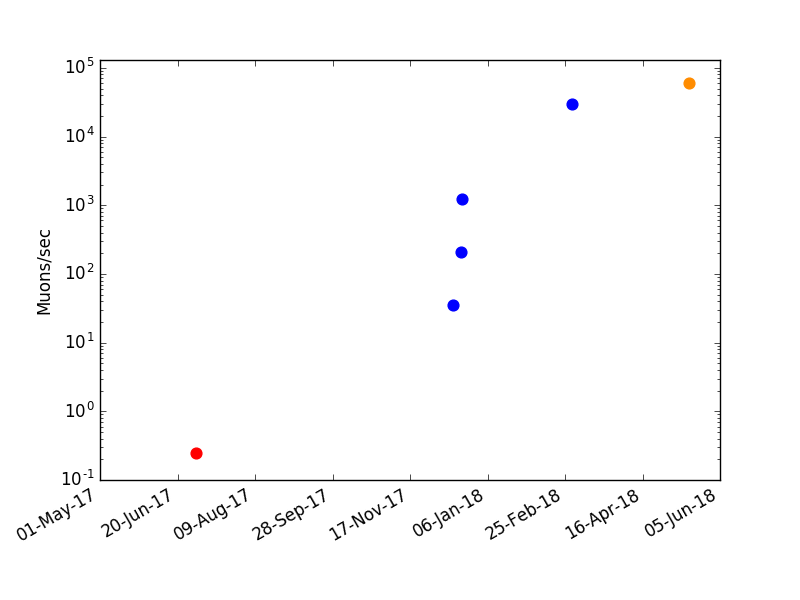 Muons/sec
10^5
10^4
10^3
10^2
10^1
10^0
10^-1
01-May-17
20-Jun-17
09-Aug-17
28-Sep-17
17-Nov-17
06-Jan-18
25-Feb-18
16-Apr-18
05-Jun-18